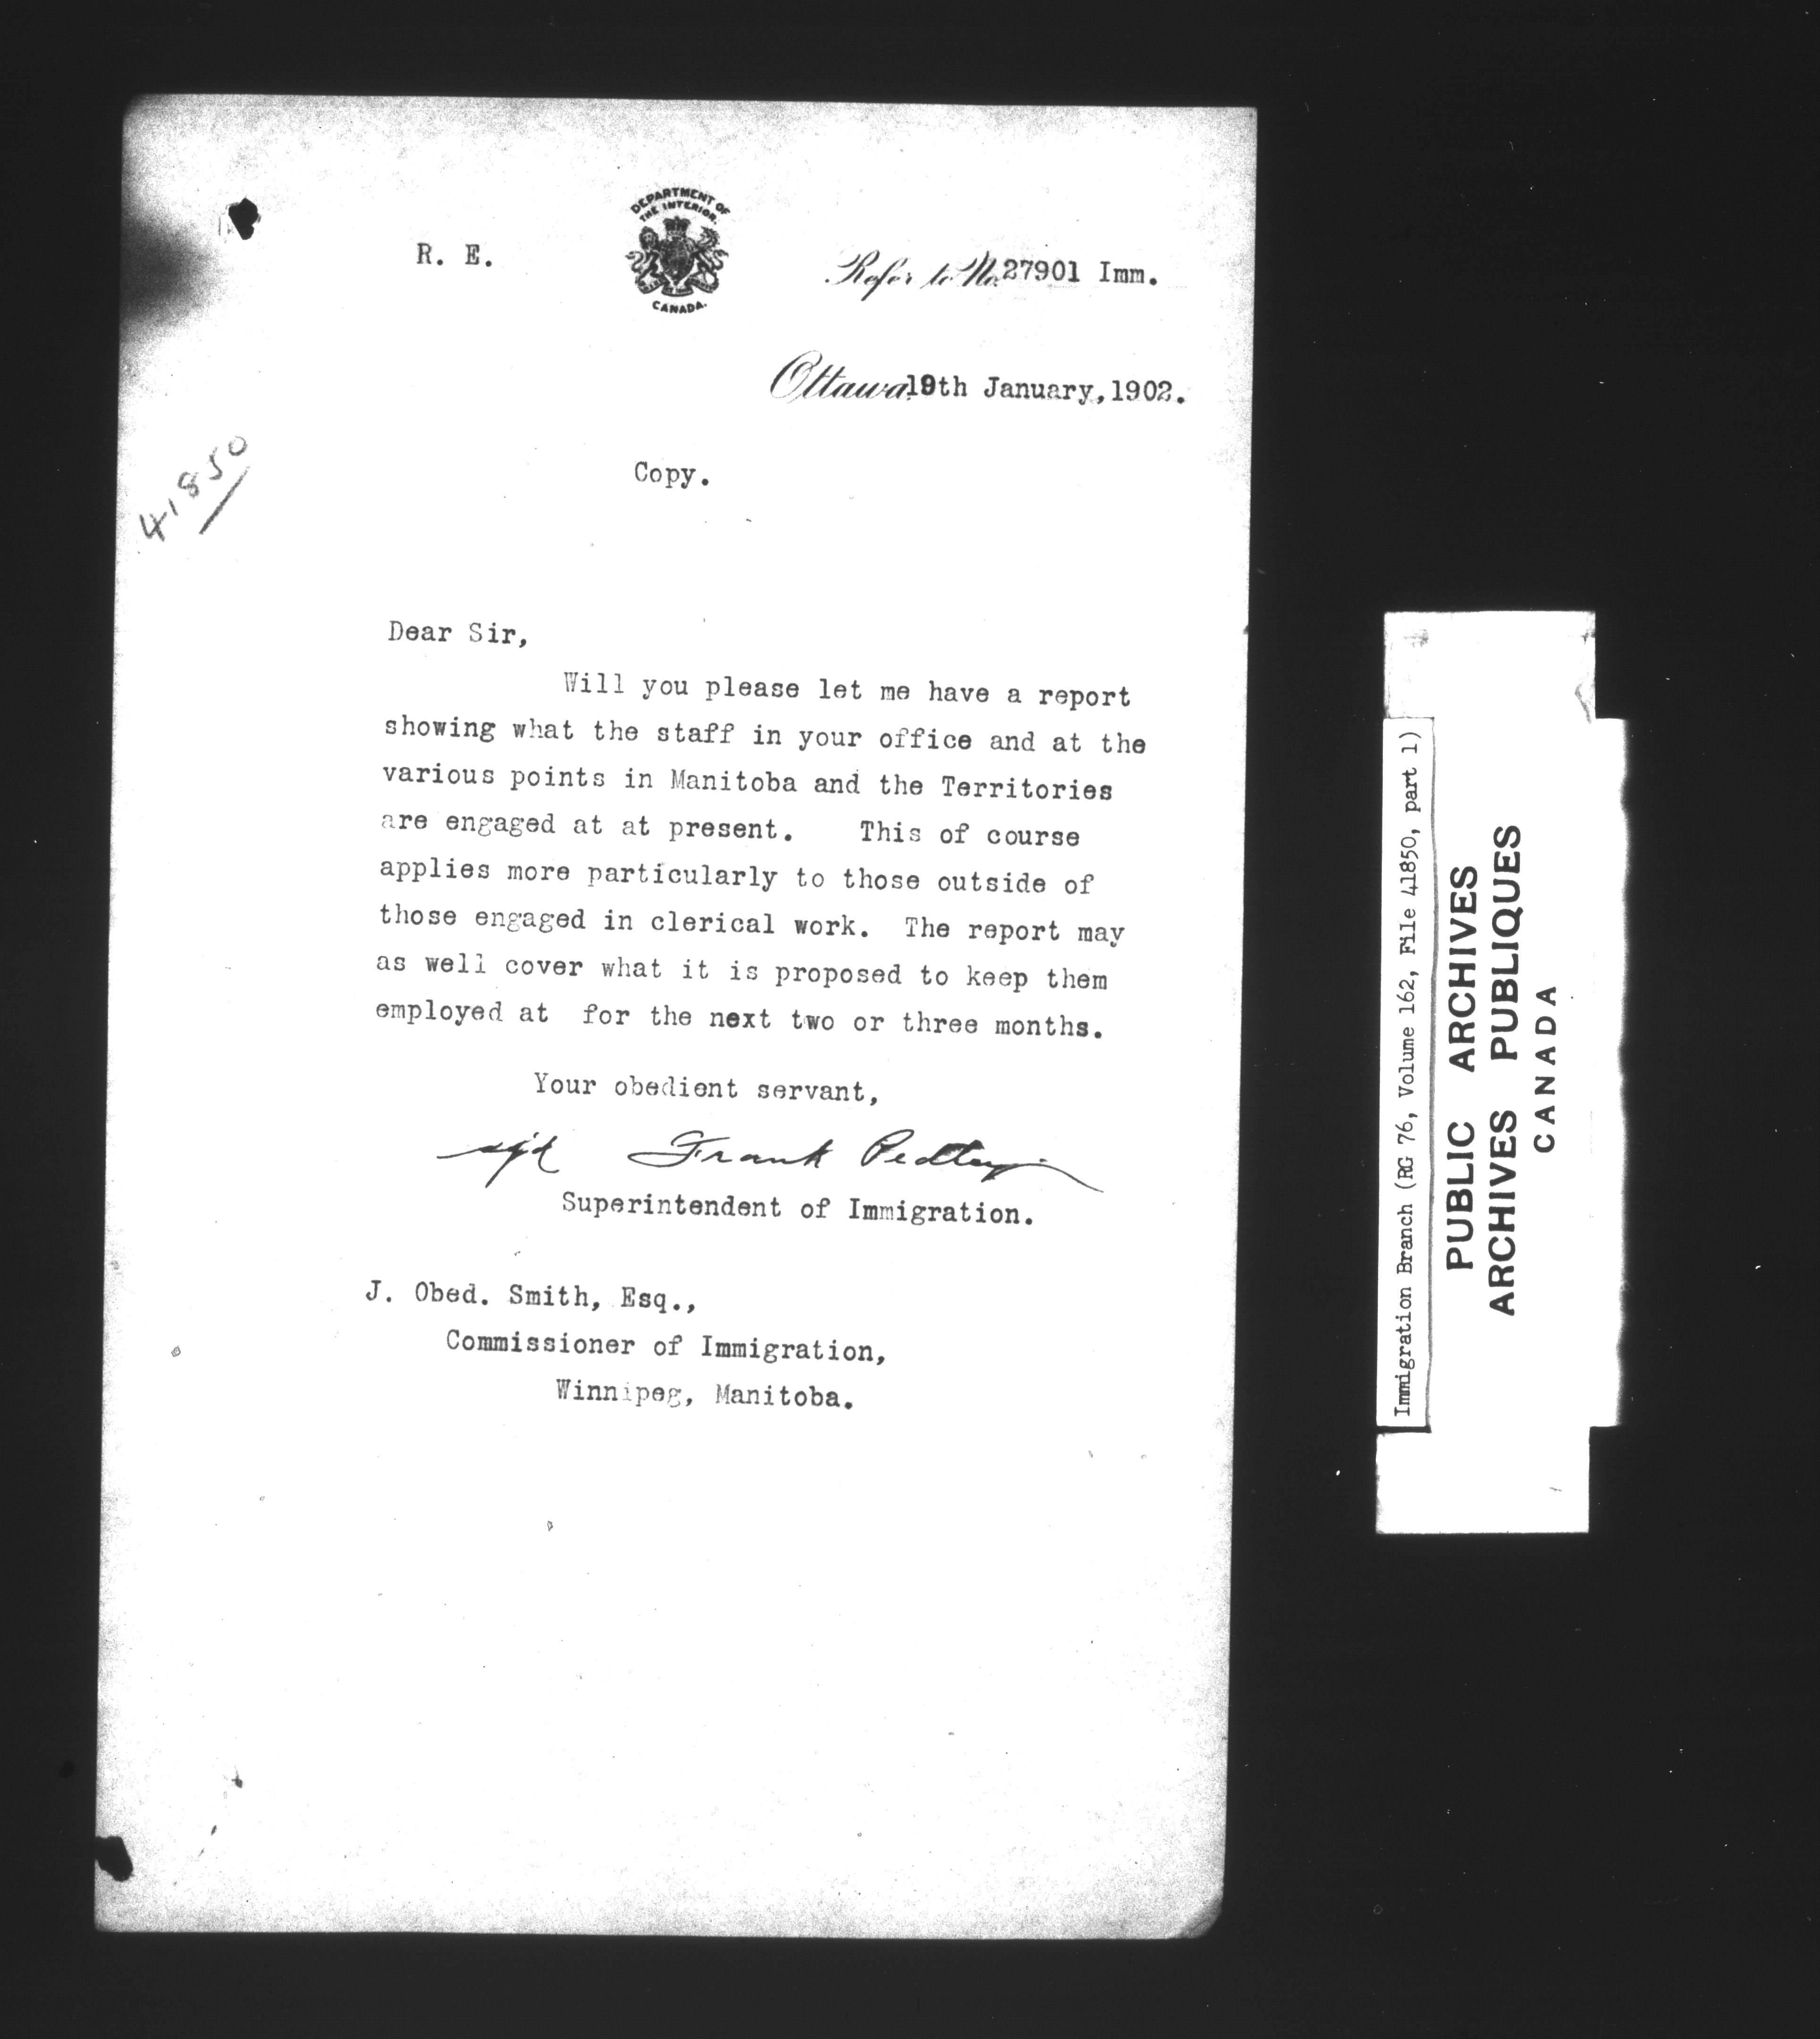 DEPARTMENT OF
THE INTERIOR.
CANADA.
R. E.
Refer to No. 27901 Imm.
Ottawa, 19th January, 1902.
41850
Copy.
Dear Sir,
Will you please let me have a report
showing what the staff in your office and at the
various points in Manitoba and the Territories
are engaged at at present. This of course
applies more particularly to those outside of
those engaged in clerical work. The report may
as well cover what it is proposed to keep them
employed at for the next two or three months.
Your obedient servant,
sg'd Frank Pedley
Superintendent of Immigration.
J. Obed. Smith, Esq.,
Commissioner of Immigration,
Winnipeg, Manitoba.
Immigration Branch (RG 76, Volume 162, File 41850, part 1)
PUBLIC ARCHIVES
ARCHIVES PUBLIQUES
CANADA